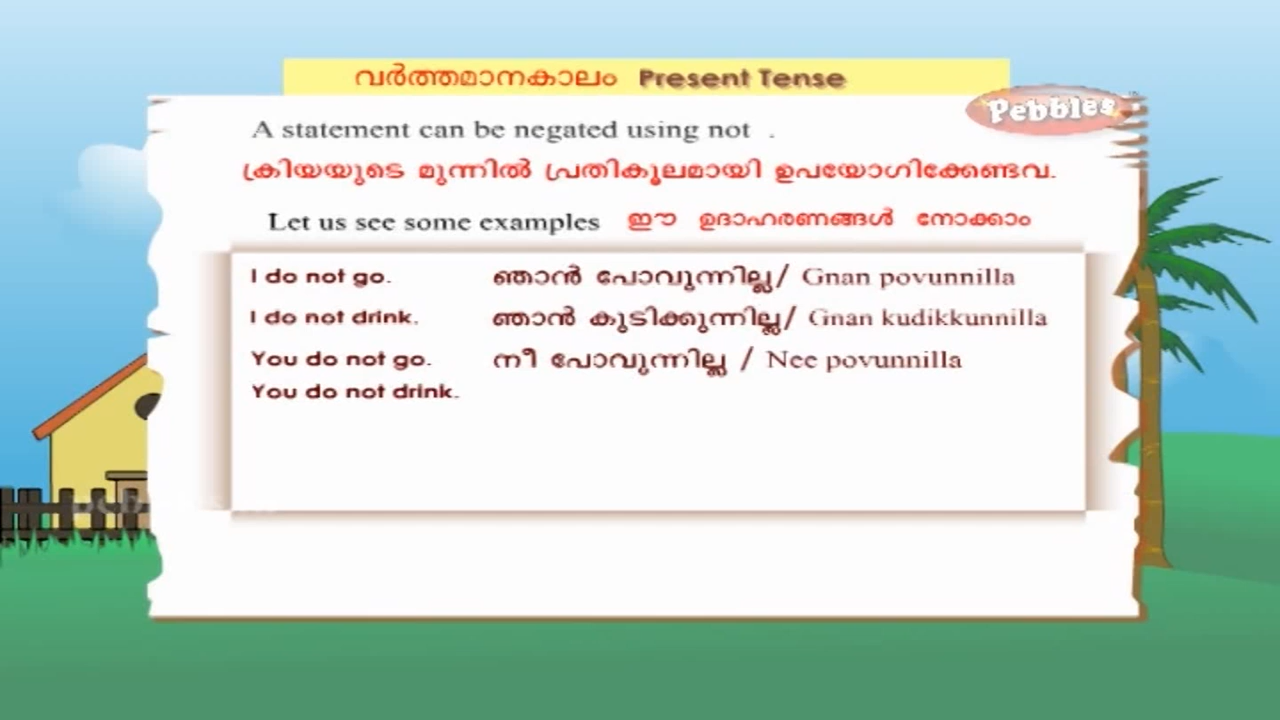 വർത്തമാനകാലം Present Tense
Pebbles
A statement can be negated using not .
ക്രിയയുടെ മുന്നിൽ പ്രതികൂലമായി ഉപയോഗിക്കേണ്ടവ.
Let us see some examples ഈ ഉദാഹരണങ്ങൾ നോക്കാം
I do not go. ഞാൻ പോവുന്നില്ല/ Gnan povunnilla
I do not drink. ഞാൻ കുടിക്കുന്നില്ല/ Gnan kudikkunnilla
You do not go. നീ പോവുന്നില്ല / Nee povunnilla
You do not drink.